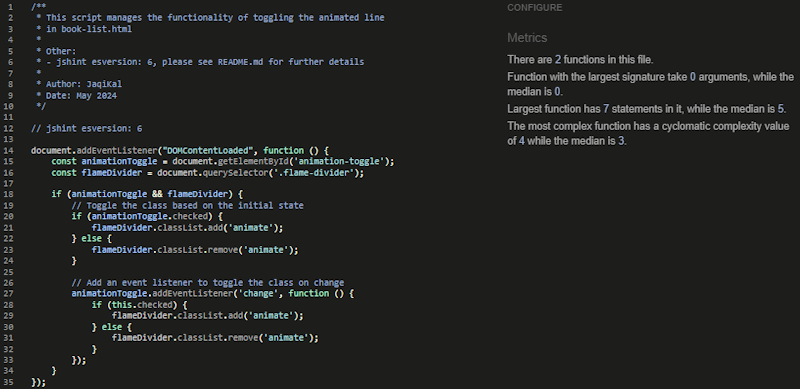 1 /**
2 * This script manages the functionality of toggling the animated line
3 * in book-list.html
4 *
5 * Other:
6 * - jshint esversion: 6, please see README.md for further details
7 *
8 * Author: JaqiKal
9 * Date: May 2024
10 */
11
12 // jshint esversion: 6
13
14 document.addEventListener("DOMContentLoaded", function () {
15 const animationToggle = document.getElementById('animation-toggle');
16 const flameDivider = document.querySelector('.flame-divider');
17
18 if (animationToggle && flameDivider) {
19 // Toggle the class based on the initial state
20 if (animationToggle.checked) {
21 flameDivider.classList.add('animate');
22 } else {
23 flameDivider.classList.remove('animate');
24 }
25
26 // Add an event listener to toggle the class on change
27 animationToggle.addEventListener('change', function () {
28 if (this.checked) {
29 flameDivider.classList.add('animate');
30 } else {
31 flameDivider.classList.remove('animate');
32 }
33 });
34 }
35 });
CONFIGURE
Metrics
There are 2 functions in this file.
Function with the largest signature take 0 arguments, while the
median is 0.
Largest function has 7 statements in it, while the median is 5.
The most complex function has a cyclomatic complexity value
of 4 while the median is 3.